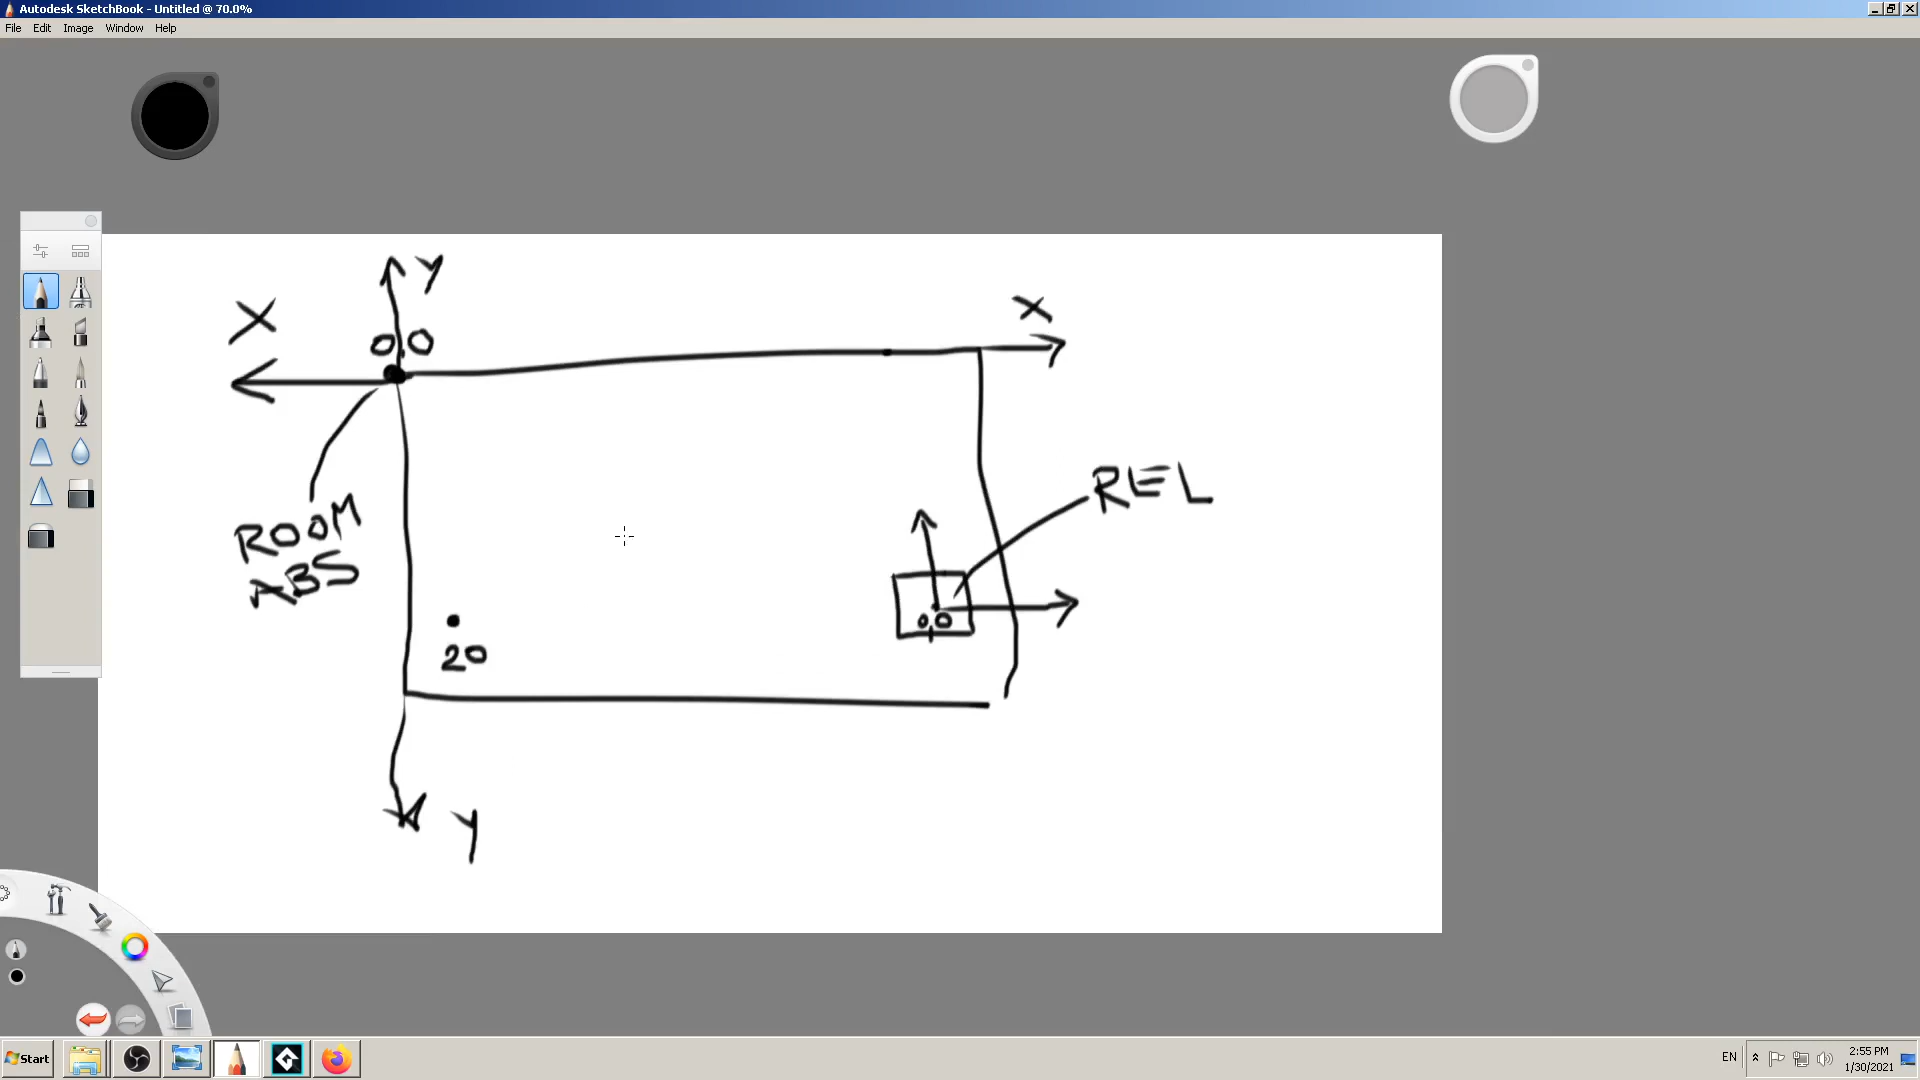 Autodesk SketchBook - Untitled @ 70.0%
File Edit Image Window Help
Y
X
X
0,0
REL
ROOM
ABS
0,0
20
Y
Start
EN
2:55 PM
1/30/2021